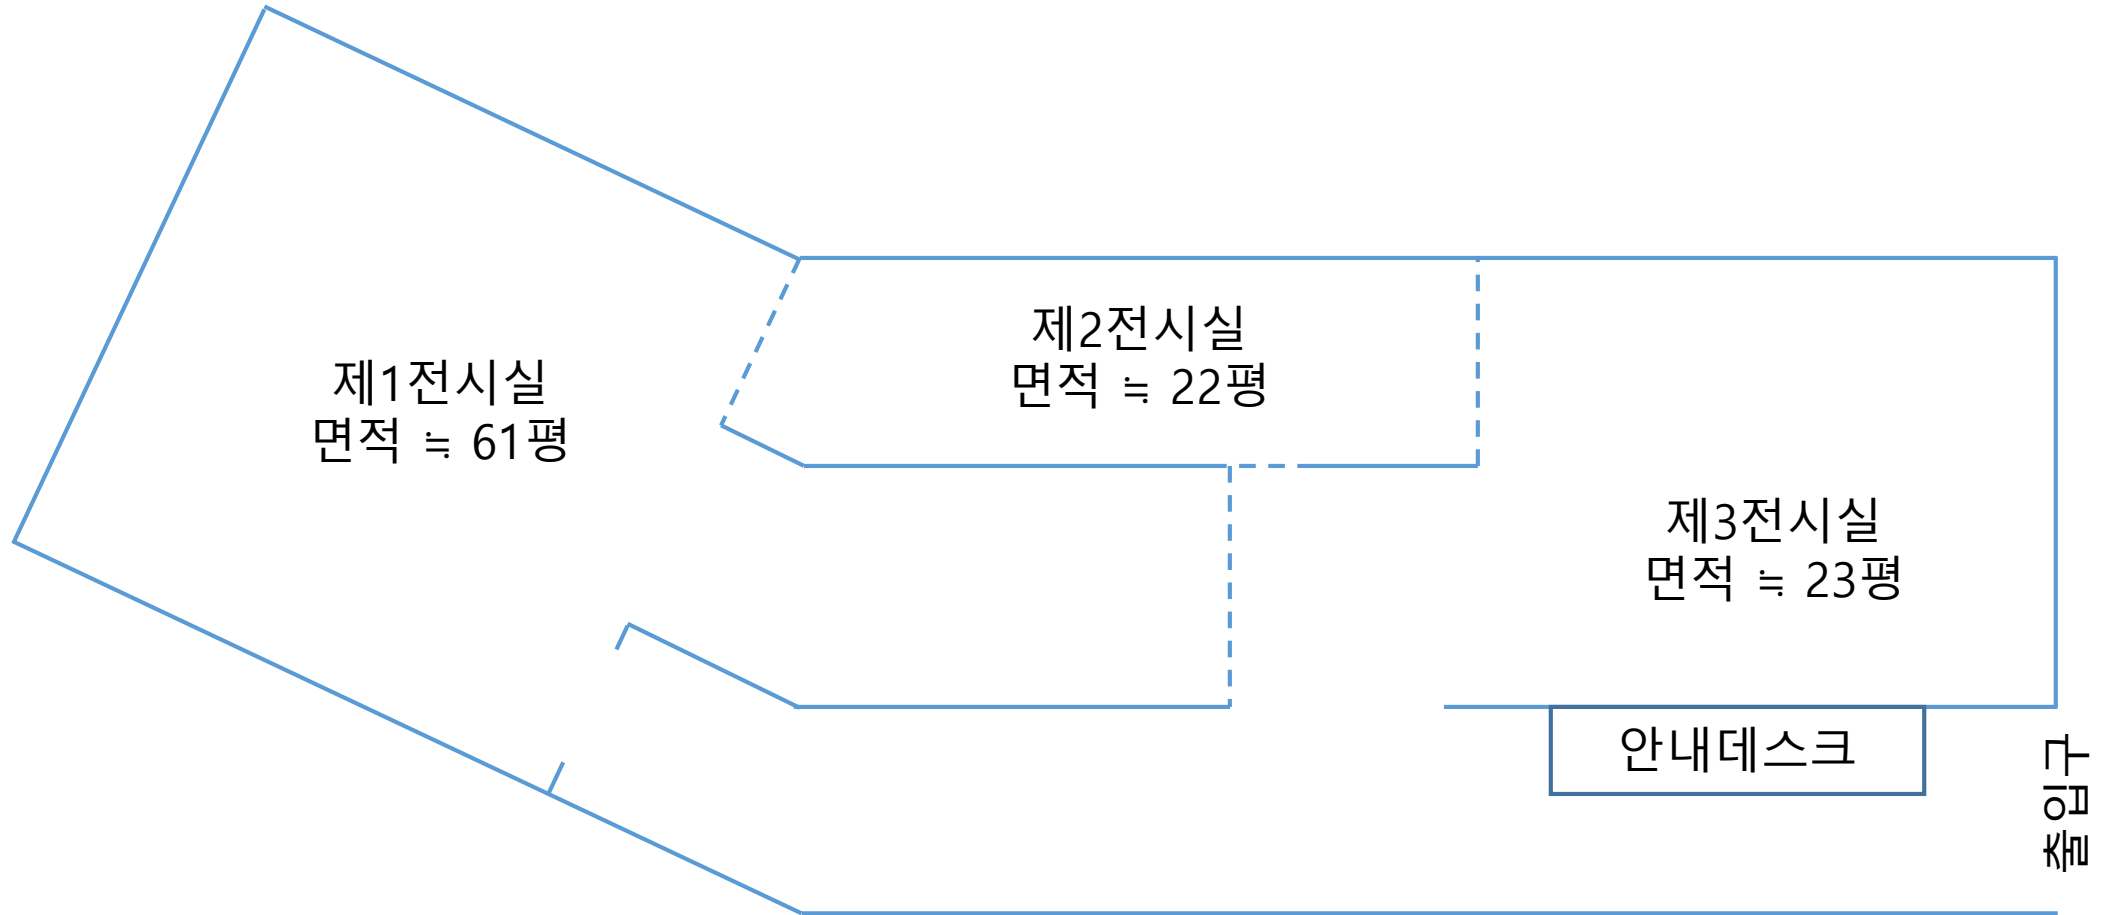 제1전시실
면적 ≒ 61평
제2전시실
면적 ≒ 22평
제3전시실
면적 ≒ 23평
안내데스크
출입구